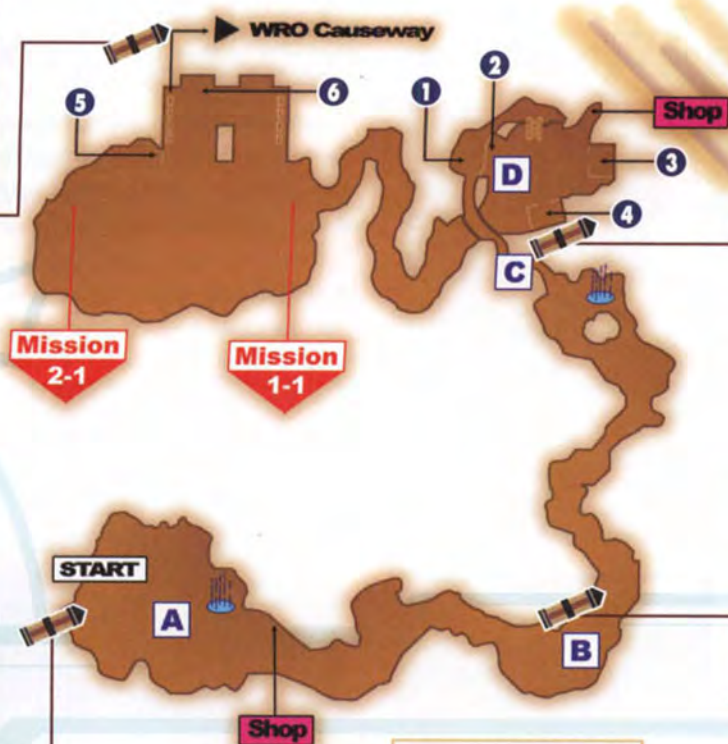 WRO Causeway
5
6
1
2
Shop
D
3
4
C
Mission
2-1
Mission
1-1
START
A
B
Shop